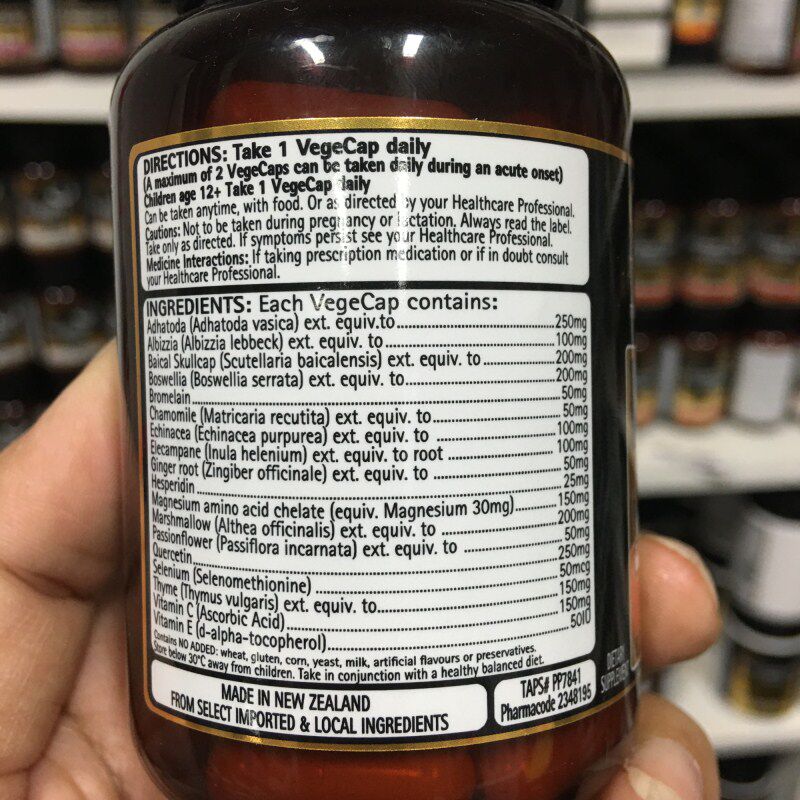 DIRECTIONS: Take 1 VegeCap daily
(A maximum of 2 VegeCaps can be taken daily during an acute onset)
Children age 12+ Take 1 VegeCap daily
Can be taken anytime, with food. Or as directed by your Healthcare Professional.
Cautions: Not to be taken during pregnancy or lactation. Always read the label.
Take only as directed. If symptoms persist see your Healthcare Professional.
Medicine Interactions: If taking prescription medication or if in doubt consult
your Healthcare Professional.
INGREDIENTS: Each VegeCap contains:
Adhatoda (Adhatoda vasica) ext. equiv.to 250mg
Albizzia (Albizzia lebbeck) ext. equiv. to 100mg
Baical Skullcap (Scutellaria baicalensis) ext. equiv. to 200mg
Boswellia (Boswellia serrata) ext. equiv. to 200mg
Bromelain 50mg
Chamomile (Matricaria recutita) ext. equiv. to 50mg
Echinacea (Echinacea purpurea) ext. equiv. to 100mg
Elecampane (Inula helenium) ext. equiv. to root 100mg
Ginger root (Zingiber officinale) ext. equiv. to 50mg
Hesperidin 25mg
Magnesium amino acid chelate (equiv. Magnesium 30mg) 150mg
Marshmallow (Althea officinalis) ext. equiv. to 200mg
Passionflower (Passiflora incarnata) ext. equiv. to 50mg
Quercetin 250mg
Selenium (Selenomethionine) 50mcg
Thyme (Thymus vulgaris) ext. equiv. to 150mg
Vitamin C (Ascorbic Acid) 150mg
Vitamin E (d-alpha-tocopherol) 50IU
Contains NO ADDED: wheat, gluten, corn, yeast, milk, artificial flavours or preservatives.
Store below 30°C away from children. Take in conjunction with a healthy balanced diet.
MADE IN NEW ZEALAND
FROM SELECT IMPORTED & LOCAL INGREDIENTS
TAPS# PP7841
Pharmacode 2348195
DIETARY
SUPPLEMENT